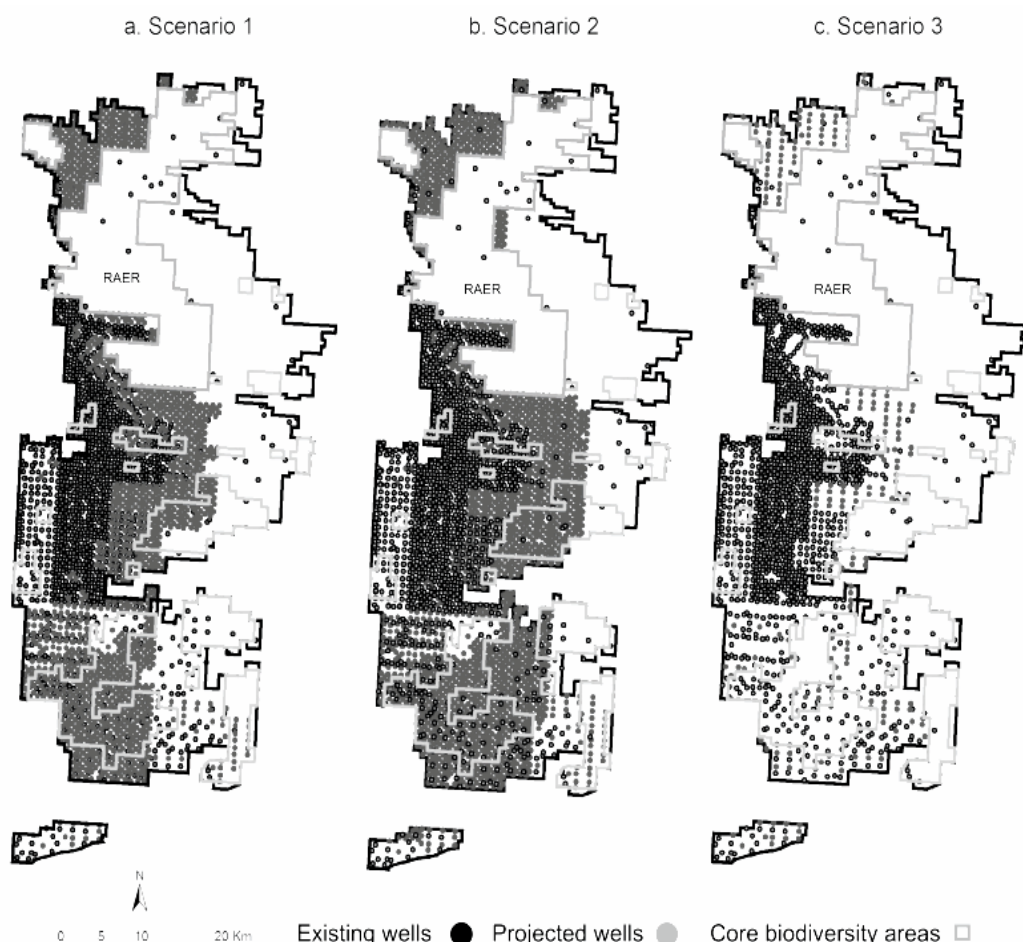 a. Scenario 1
b. Scenario 2
c. Scenario 3
RAER
RAER
RAER
N
0 5 10 20 Km
Existing wells Projected wells Core biodiversity areas